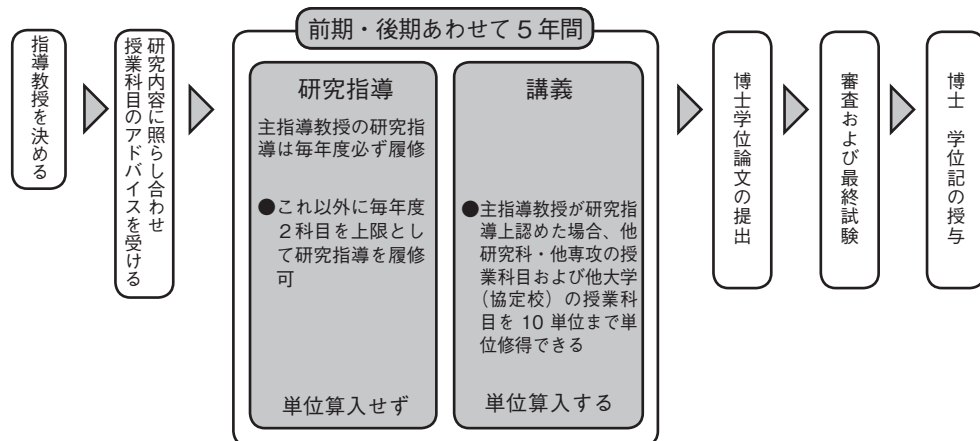 指導教授を決める
研究内容に照らし合わせ
授業科目のアドバイスを受ける
前期・後期あわせて5年間
研究指導
主指導教授の研究指
導は毎年度必ず履修
●これ以外に毎年度
2科目を上限とし
て研究指導を履修
可
単位算入せず
講義
●主指導教授が研究指
導上認めた場合、他
研究科・他専攻の授
業科目および他大学
(協定校)の授業科
目を 10 単位まで単
位修得できる
単位算入する
博士学位論文の提出
審査および最終試験
博士 学位記の授与